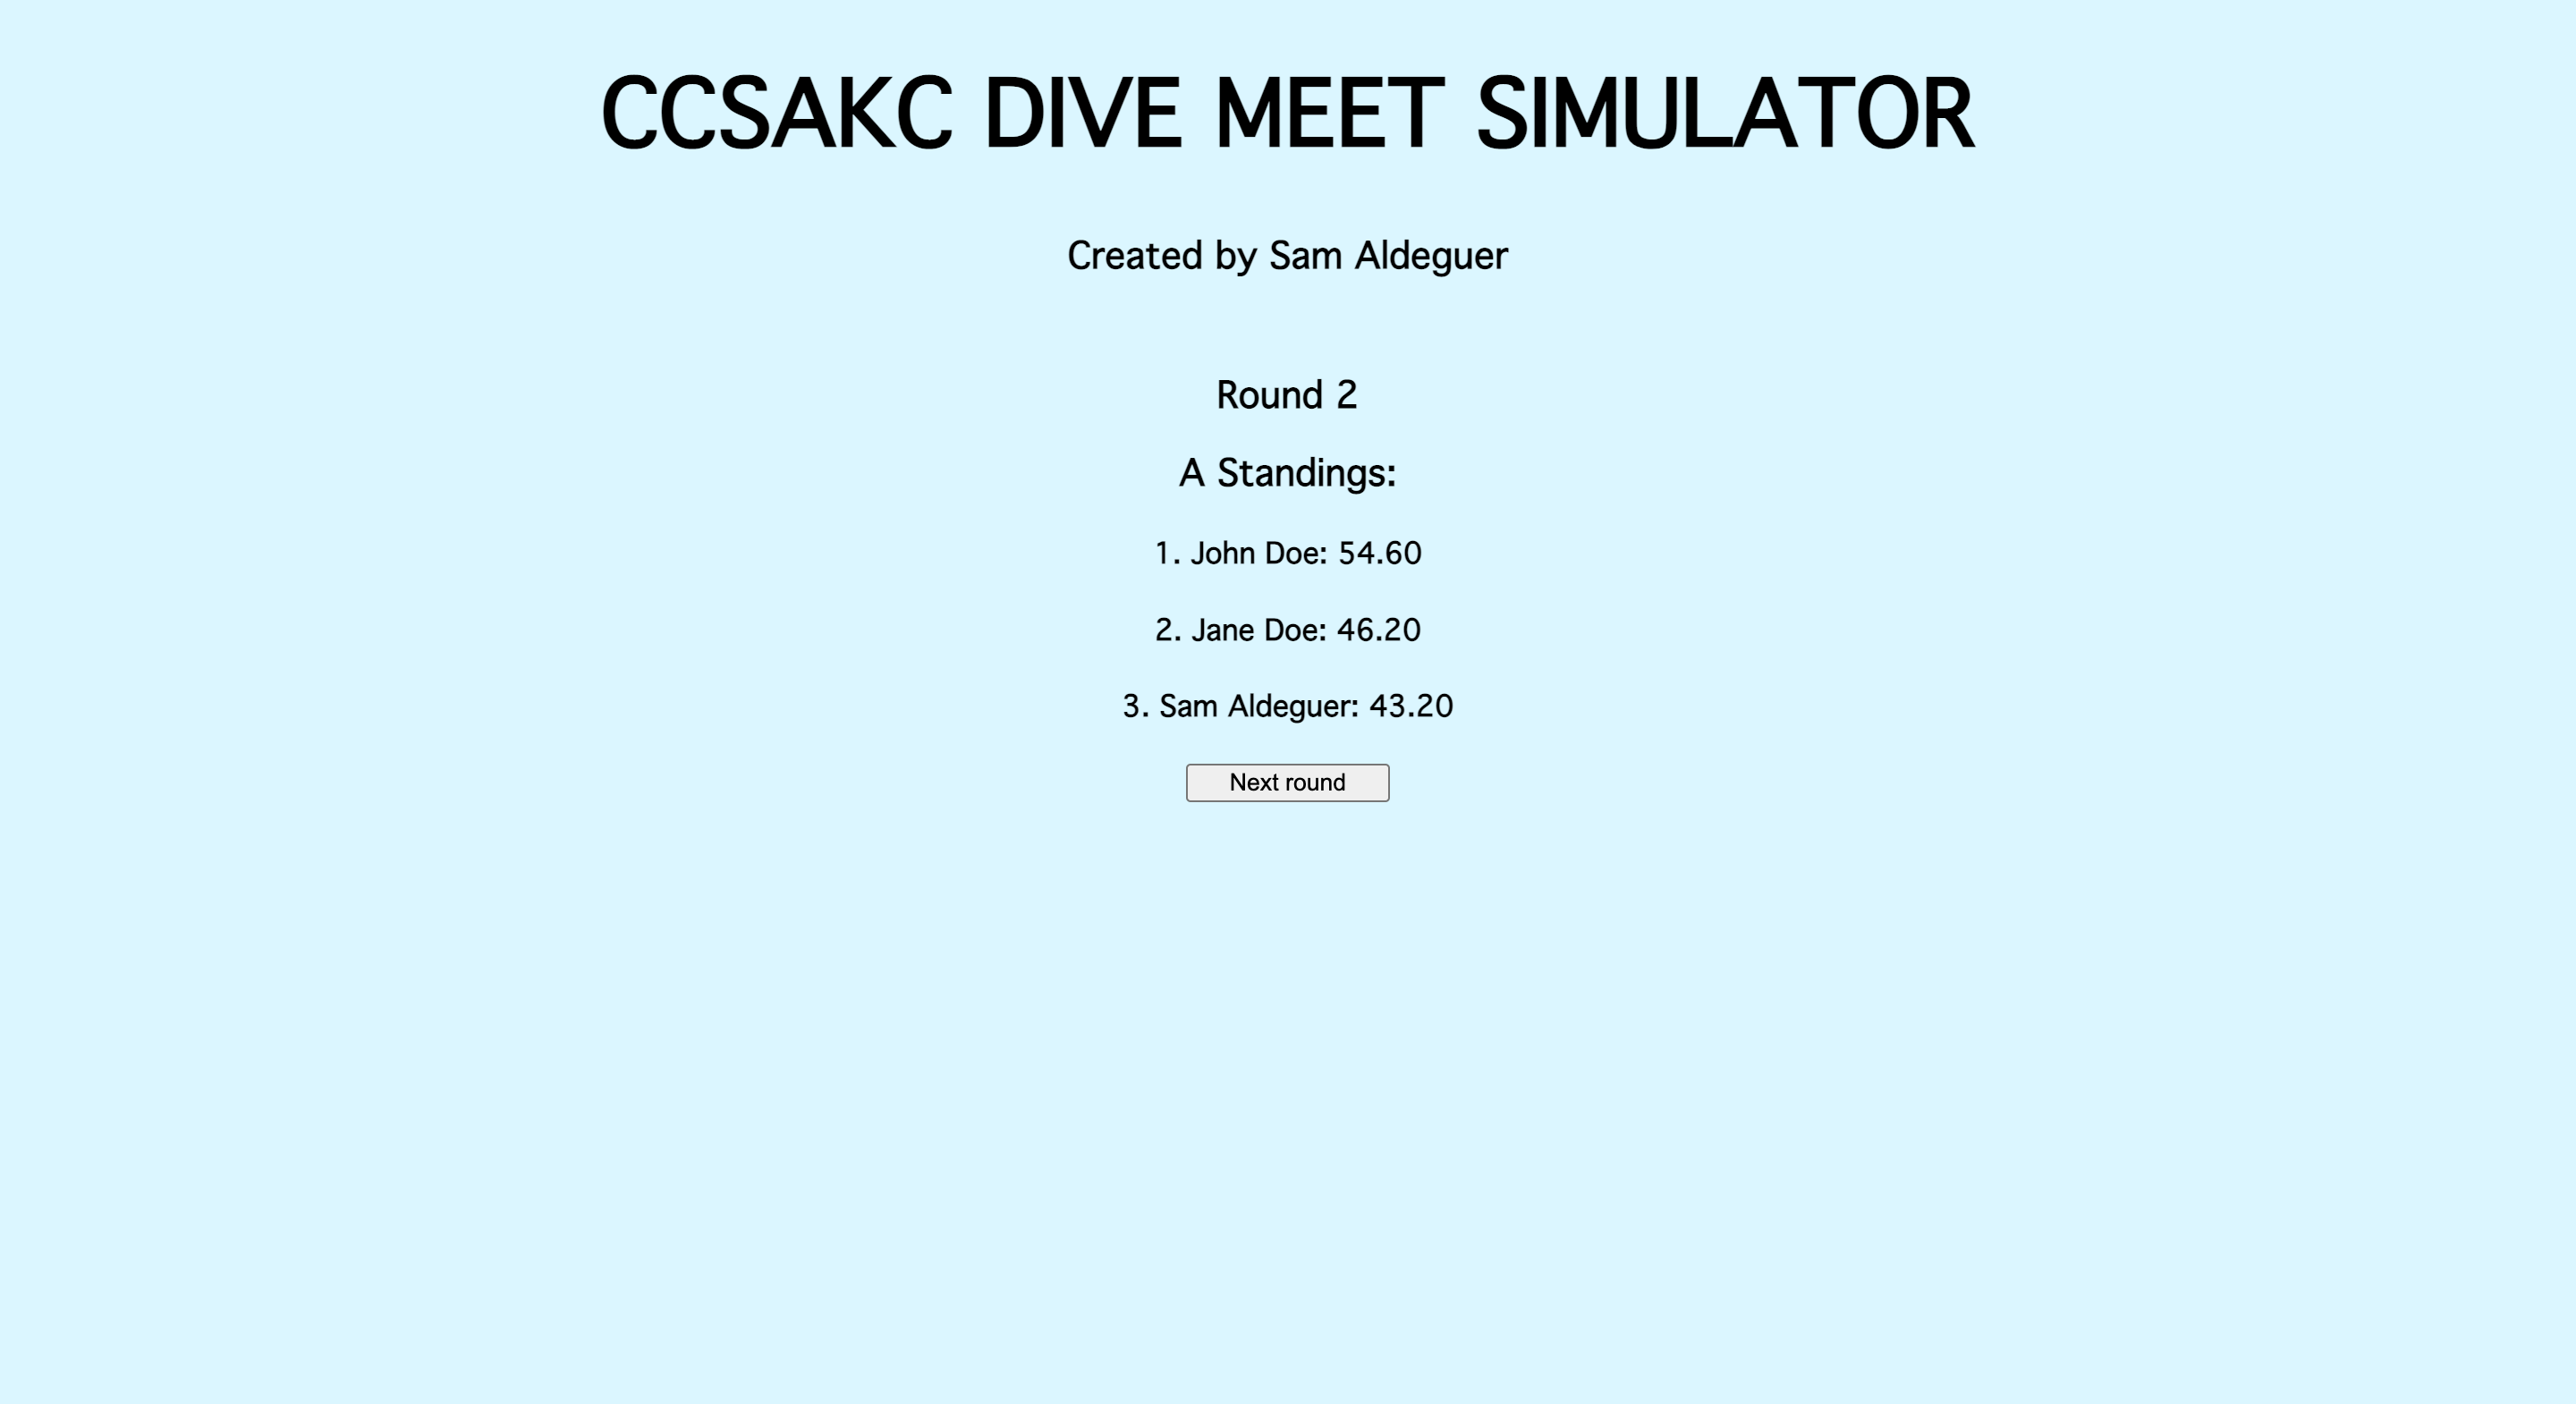 CCSAKC DIVE MEET SIMULATOR
Created by Sam Aldeguer
Round 2
A Standings:
1. John Doe: 54.60
2. Jane Doe: 46.20
3. Sam Aldeguer: 43.20
Next round